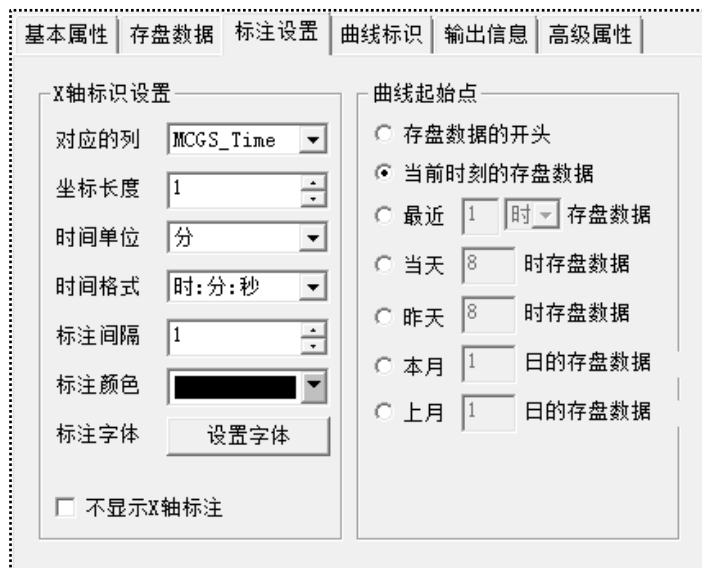 基本属性 存盘数据 标注设置 曲线标识 输出信息 高级属性
X轴标识设置
对应的列 MCGS_Time
坐标长度 1
时间单位 分
时间格式 时:分:秒
标注间隔 1
标注颜色
标注字体 设置字体
不显示X轴标注
曲线起始点
存盘数据的开头
当前时刻的存盘数据
最近 1 时 存盘数据
当天 8 时存盘数据
昨天 8 时存盘数据
本月 1 日的存盘数据
上月 1 日的存盘数据